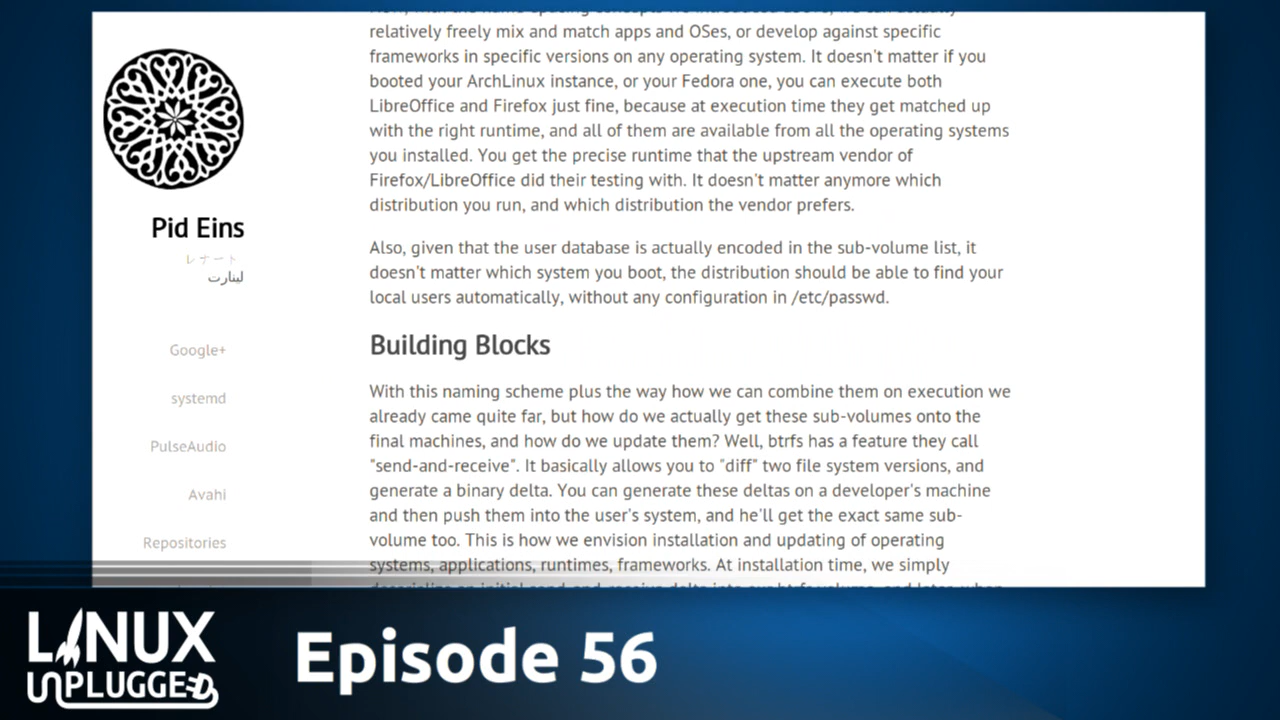 relatively freely mix and match apps and OSes, or develop against specific
frameworks in specific versions on any operating system. It doesn't matter if you
booted your ArchLinux instance, or your Fedora one, you can execute both
LibreOffice and Firefox just fine, because at execution time they get matched up
with the right runtime, and all of them are available from all the operating systems
you installed. You get the precise runtime that the upstream vendor of
Firefox/LibreOffice did their testing with. It doesn't matter anymore which
distribution you run, and which distribution the vendor prefers.
Also, given that the user database is actually encoded in the sub-volume list, it
doesn't matter which system you boot, the distribution should be able to find your
local users automatically, without any configuration in /etc/passwd.
Building Blocks
With this naming scheme plus the way how we can combine them on execution we
already came quite far, but how do we actually get these sub-volumes onto the
final machines, and how do we update them? Well, btrfs has a feature they call
"send-and-receive". It basically allows you to "diff" two file system versions, and
generate a binary delta. You can generate these deltas on a developer's machine
and then push them into the user's system, and he'll get the exact same sub-
volume too. This is how we envision installation and updating of operating
systems, applications, runtimes, frameworks. At installation time, we simply
Pid Eins
レナート
لينارت
Google+
systemd
PulseAudio
Avahi
Repositories
LINUX
UNPLUGGED
Episode 56